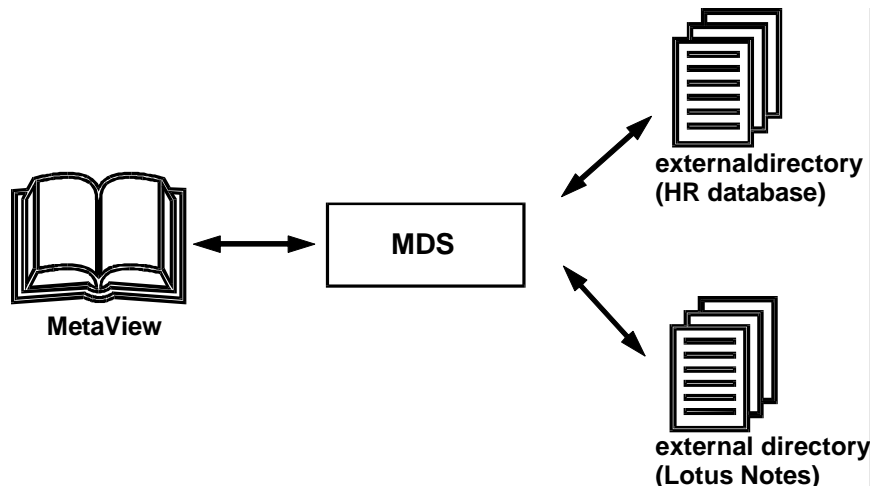 externaldirectory
(HR database)
MDS
MetaView
external directory
(Lotus Notes)